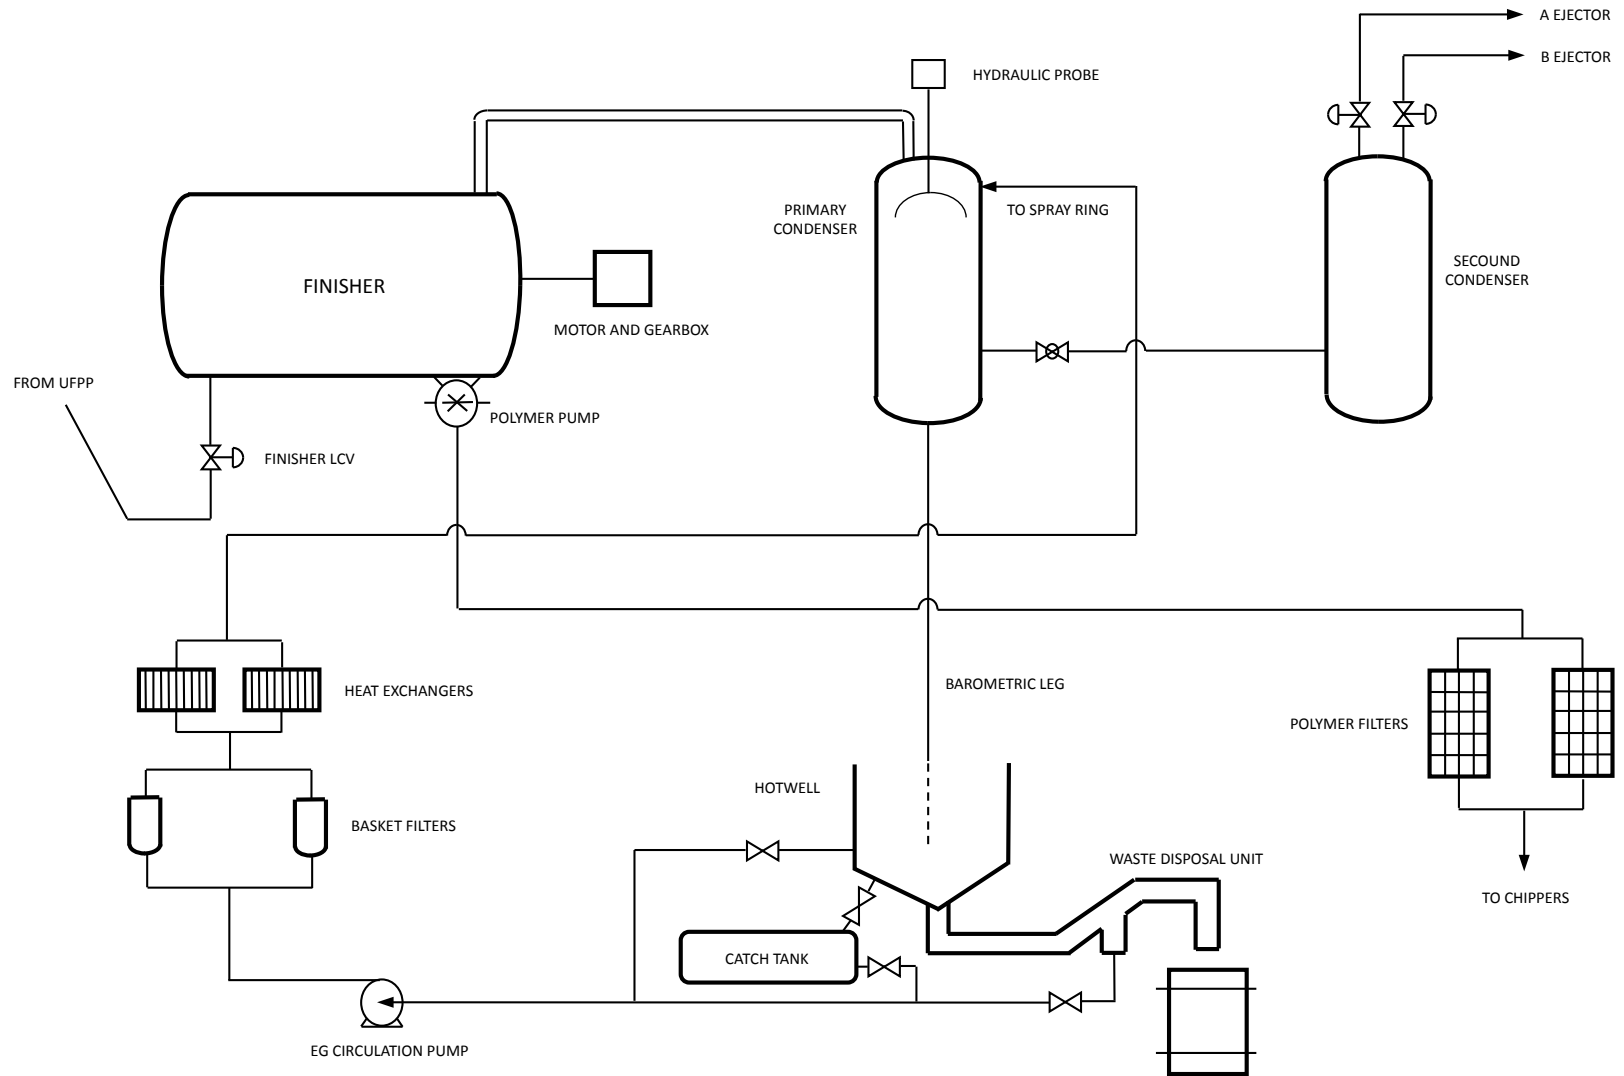 A EJECTOR
B EJECTOR
HYDRAULIC PROBE
PRIMARY
CONDENSER
TO SPRAY RING
SECOUND
CONDENSER
FINISHER
MOTOR AND GEARBOX
FROM UFPP
POLYMER PUMP
FINISHER LCV
HEAT EXCHANGERS
BAROMETRIC LEG
POLYMER FILTERS
HOTWELL
BASKET FILTERS
WASTE DISPOSAL UNIT
TO CHIPPERS
CATCH TANK
EG CIRCULATION PUMP